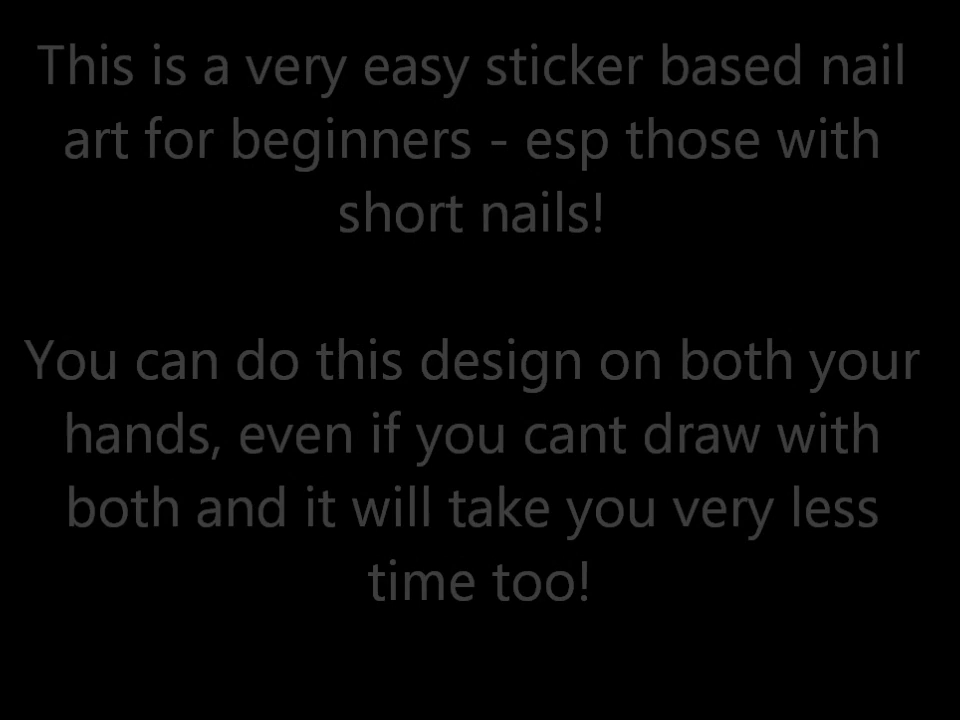 This is a very easy sticker based nail
art for beginners - esp those with
short nails!
You can do this design on both your
hands, even if you cant draw with
both and it will take you very less
time too!